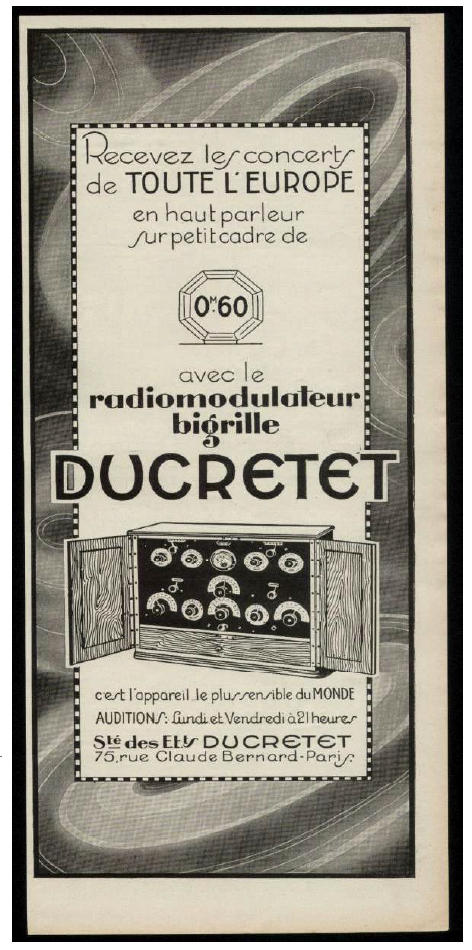 Recevez les concerts
de TOUTE L'EUROPE
en haut parleur
sur petit cadre de
0M.60
avec le
radiomodulateur
bigrille
DUCRETET
c'est l'appareil le plus sensible du MONDE
AUDITIONS: Lundi et Vendredi à 21 heures
Sté des Ets DUCRETET
75, rue Claude Bernard-Paris.